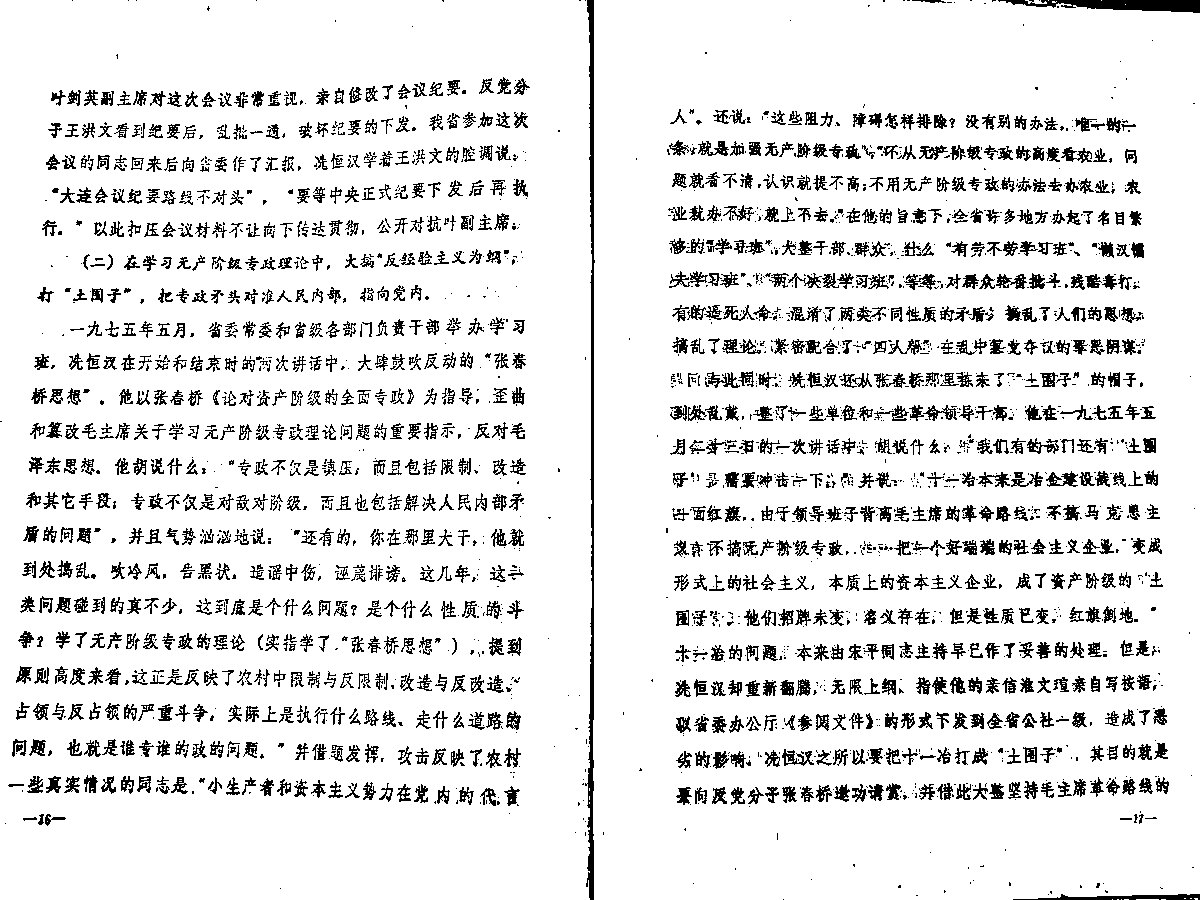 叶剑英副主席对这次会议非常重视，亲自修改了会议纪要。反党分
子王洪文看到纪要后，乱批一通，破坏纪要的下发。我省参加这次
会议的同志回来后向省委作了汇报，冼恒汉学着王洪文的腔调说：
“大连会议纪要路线不对头”，“要等中央正式纪要下发后再执
行。”以此扣压会议材料不让向下传达贯彻，公开对抗叶副主席。
（二）在学习无产阶级专政理论中，大搞“反经验主义为纲”，
打“土围子”，把专政矛头对准人民内部，指向党内。
一九七五年五月，省委常委和省级各部门负责干部举办学习
班，冼恒汉在开始和结束时的两次讲话中，大肆鼓吹反动的“张春
桥思想”。他以张春桥《论对资产阶级的全面专政》为指导，歪曲
和篡改毛主席关于学习无产阶级专政理论问题的重要指示，反对毛
泽东思想。他胡说什么：“专政不仅是镇压，而且包括限制、改造
和其它手段；专政不仅是对敌对阶级，而且也包括解决人民内部矛
盾的问题”，并且气势汹汹地说：“还有的，你在那里大干，他就
到处捣乱。吹冷风，告黑状，造谣中伤，诬蔑诽谤。这几年，这一
类问题碰到的真不少，这到底是个什么问题？是个什么性质的斗
争？学了无产阶级专政的理论（实指学了“张春桥思想”），提到
原则高度来看，这正是反映了农村中限制与反限制、改造与反改造、
占领与反占领的严重斗争，实际上是执行什么路线、走什么道路的
问题，也就是谁专谁的政的问题。”并借题发挥，攻击反映了农村
一些真实情况的同志是“小生产者和资本主义势力在党内的代言
—16—
人”。还说：“这些阻力、障碍怎样排除？没有别的办法，唯一的一
条，就是加强无产阶级专政。”“不从无产阶级专政的高度看农业，问
题就看不清，认识就提不高；不用无产阶级专政的办法去办农业，农
业就办不好，就上不去。”在他的旨意下，全省许多地方办起了名目繁
多的“学习班”，大整干部、群众。什么“有劳不劳学习班”、“懒汉懦
夫学习班”、“两个决裂学习班”等等，对群众轮番批斗，残酷毒打，
有的逼死人命，混淆了两类不同性质的矛盾，搞乱了人们的思想，
搞乱了理论，紧密配合了“四人帮”在乱中篡党夺权的罪恶阴谋。
与此同时，冼恒汉还从张春桥那里拣来了“土围子”的帽子，
到处乱戴，整了一些单位和一些革命领导干部。他在一九七五年五
月二十三日的一次讲话中，胡说什么：“我们有的部门还有‘土围
子’，是需要冲击一下的”，并说：“十一冶本来是冶金建设战线上的
一面红旗，由于领导班子背离毛主席的革命路线，不搞马克思主
义，不搞无产阶级专政，把一个好端端的社会主义企业，变成
形式上的社会主义，本质上的资本主义企业，成了资产阶级的‘土
围子’。他们招牌未变，名义存在，但是性质已变，红旗倒地。”
十一冶的问题，本来由宋平同志主持早已作了妥善的处理。但是，
冼恒汉却重新翻腾，无限上纲，指使他的亲信淮文瑄亲自写按语，
以省委办公厅《参阅文件》的形式下发到全省公社一级，造成了恶
劣的影响。冼恒汉之所以要把十一冶打成“土围子”，其目的就是
要向反党分子张春桥邀功请赏，并借此大整坚持毛主席革命路线的
—17—